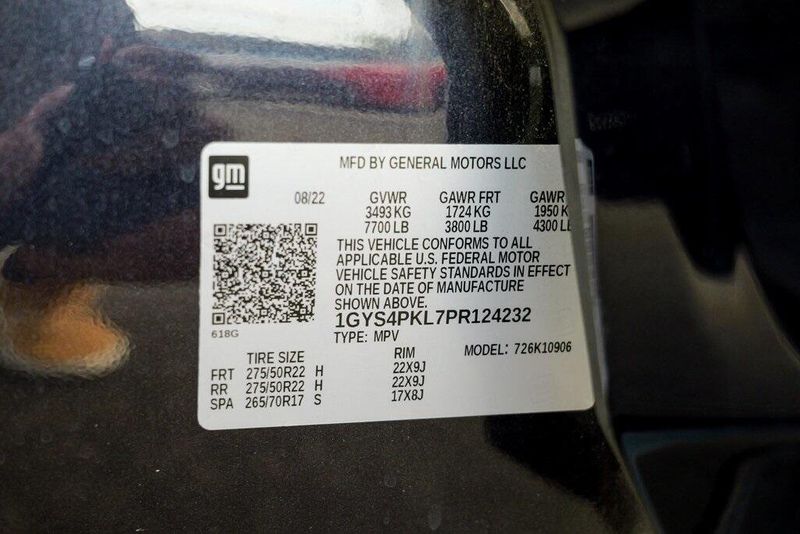 gm
MFD BY GENERAL MOTORS LLC
08/22 GVWR GAWR FRT GAWR
3493 KG 1724 KG 1950 K
7700 LB 3800 LB 4300 L
THIS VEHICLE CONFORMS TO ALL
APPLICABLE U.S. FEDERAL MOTOR
VEHICLE SAFETY STANDARDS IN EFFECT
ON THE DATE OF MANUFACTURE
SHOWN ABOVE.
1GYS4PKL7PR124232
618G
TYPE: MPV
TIRE SIZE RIM MODEL: 726K10906
FRT 275/50R22 H 22X9J
RR 275/50R22 H 22X9J
SPA 265/70R17 S 17X8J